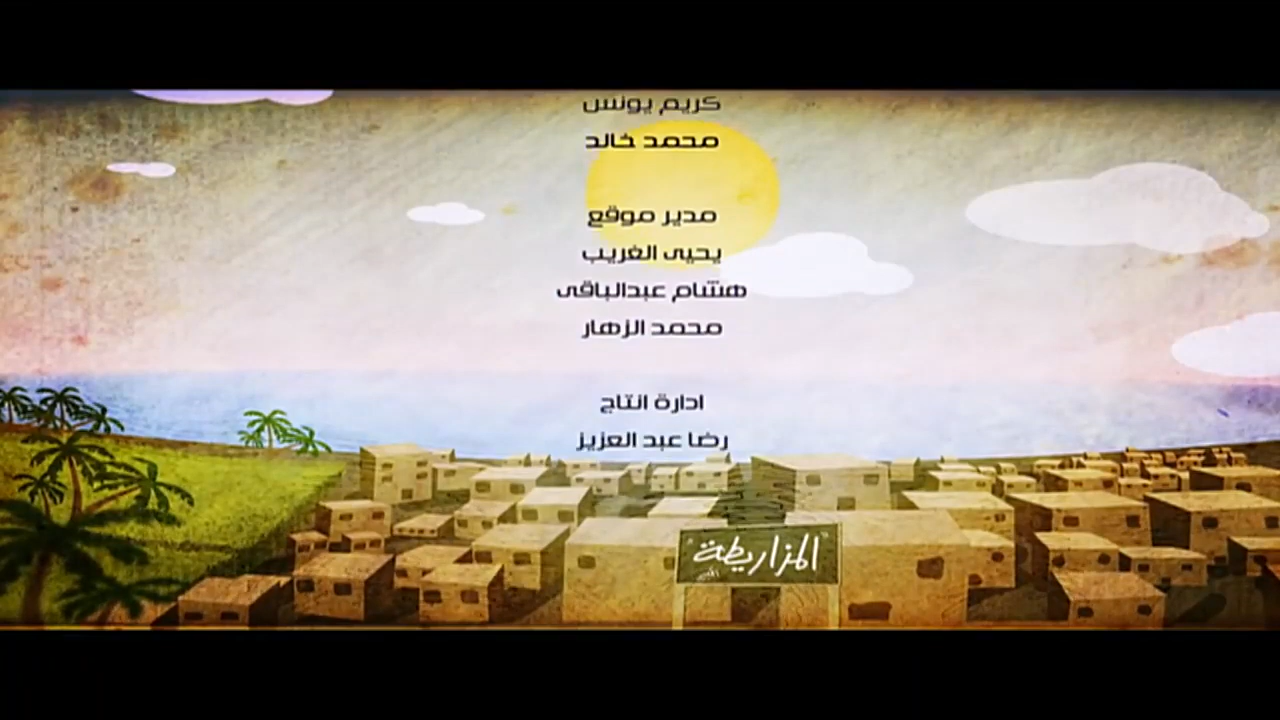 كريم يونس
محمد خالد
مدير موقع
يحيى الغريب
هشام عبدالباقى
محمد الزهار
ادارة انتاج
رضا عبد العزيز
المزاريطة